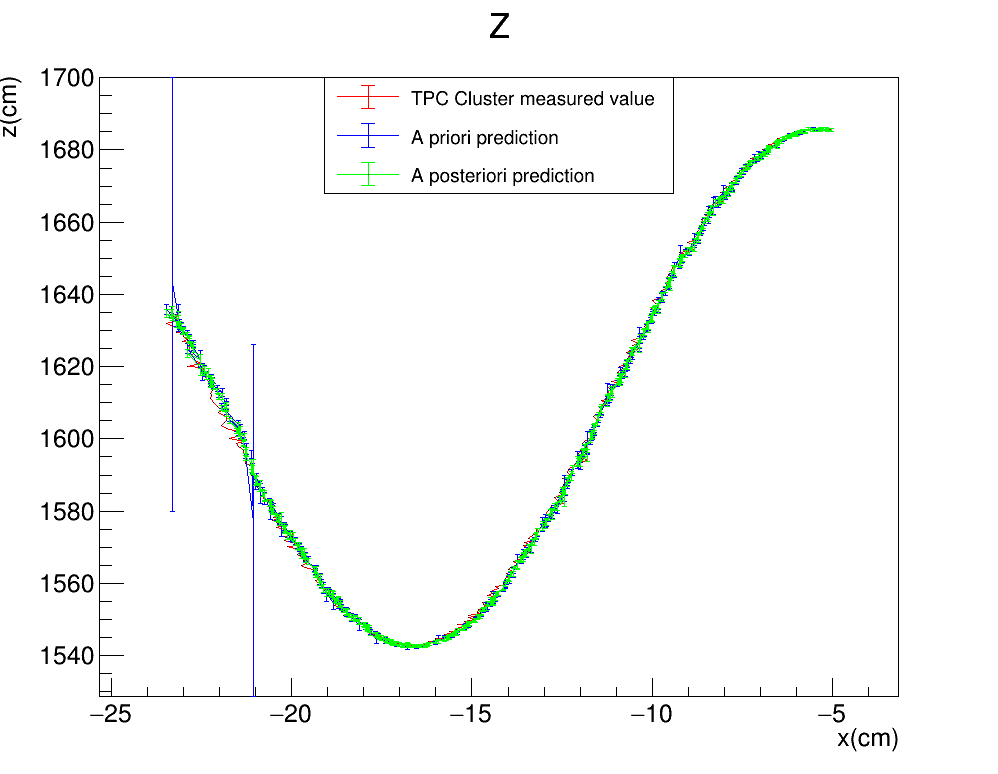 Z
z(cm)
1700
1680
1660
1640
1620
1600
1580
1560
1540
TPC Cluster measured value
A priori prediction
A posteriori prediction
−25
−20
−15
−10
−5
x(cm)